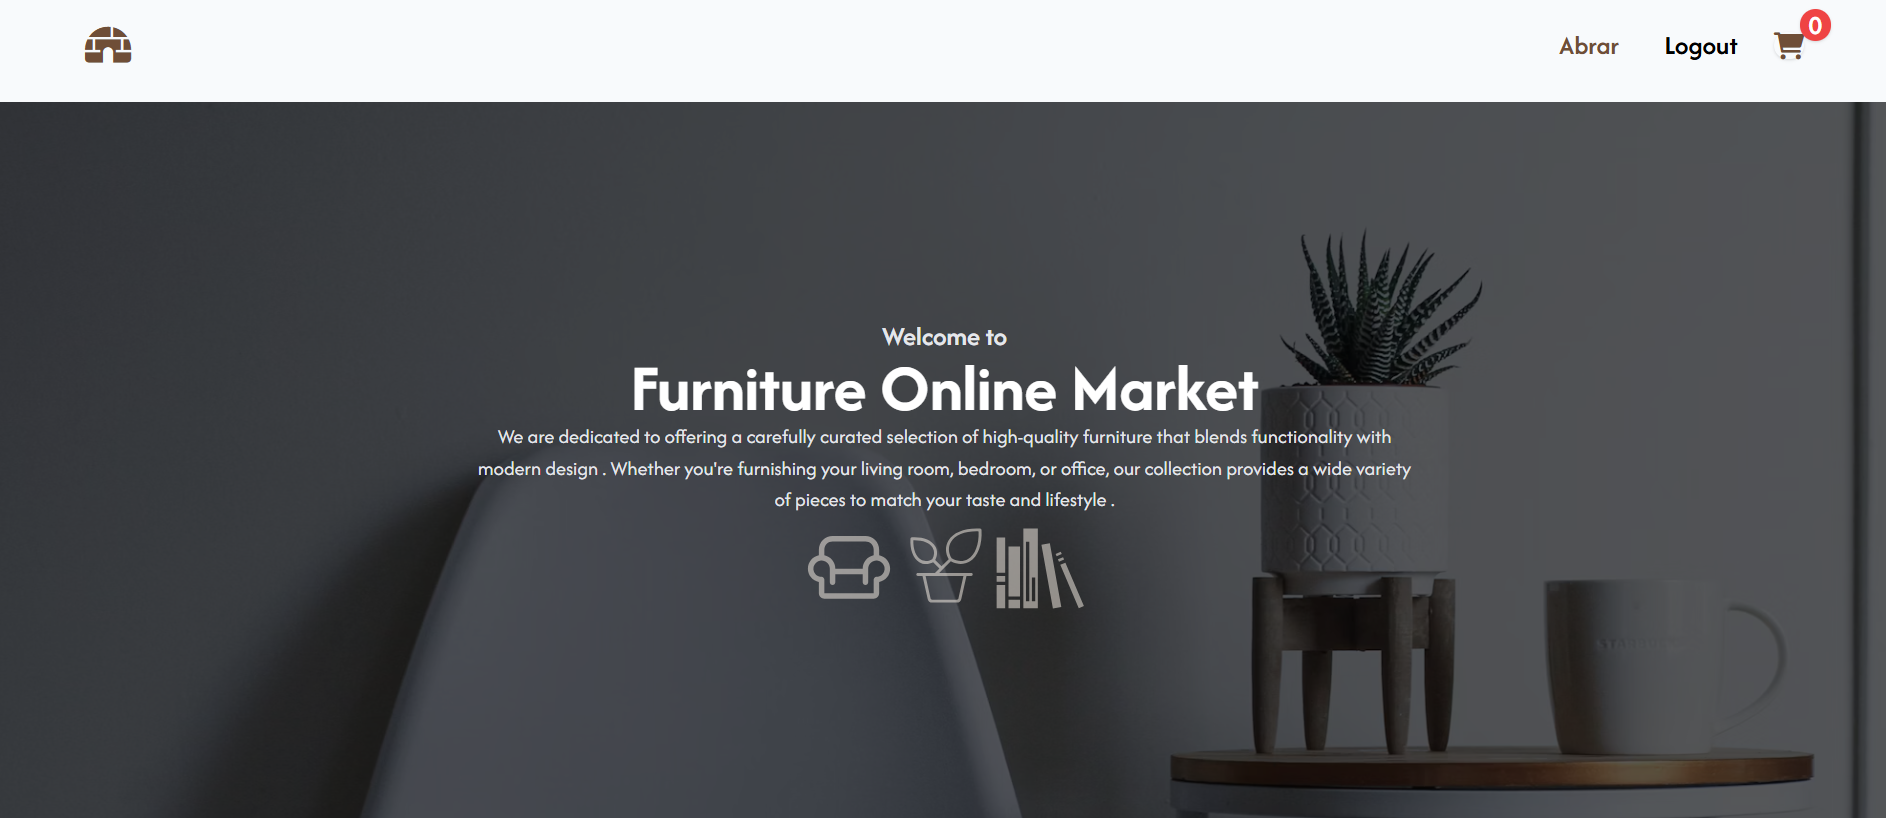 Abrar
Logout
0
Welcome to
Furniture Online Market
We are dedicated to offering a carefully curated selection of high-quality furniture that blends functionality with
modern design . Whether you're furnishing your living room, bedroom, or office, our collection provides a wide variety
of pieces to match your taste and lifestyle .